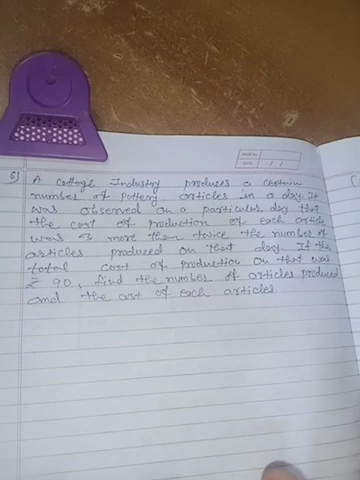 6) A Cottage Industry produces a certain
number of pottery articles in a day. It
was observed on a particular day that
the cost of production of each article
was 3 more them twice the number of
articles produced on that day. If the
total cost of production on that was
₹ 90, find the number of articles produced
and the cost of each articles.